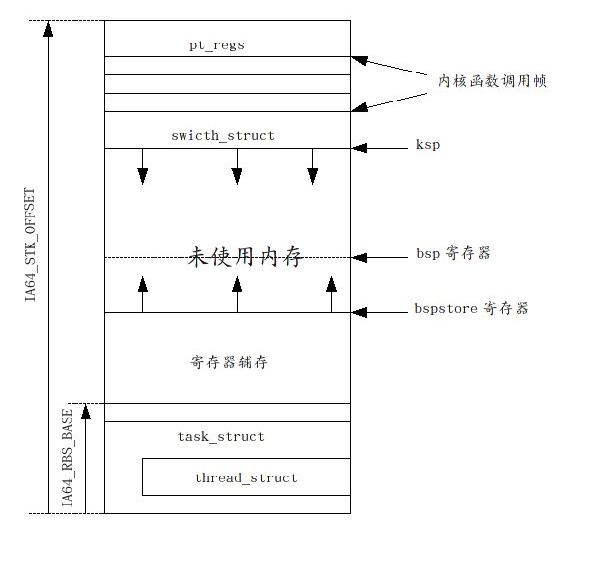 pt_regs
内核函数调用帧
swicth_struct
ksp
IA64_STK_OFFSET
未使用内存
bsp 寄存器
bspstore 寄存器
寄存器辅存
IA64_RBS_BASE
task_struct
thread_struct